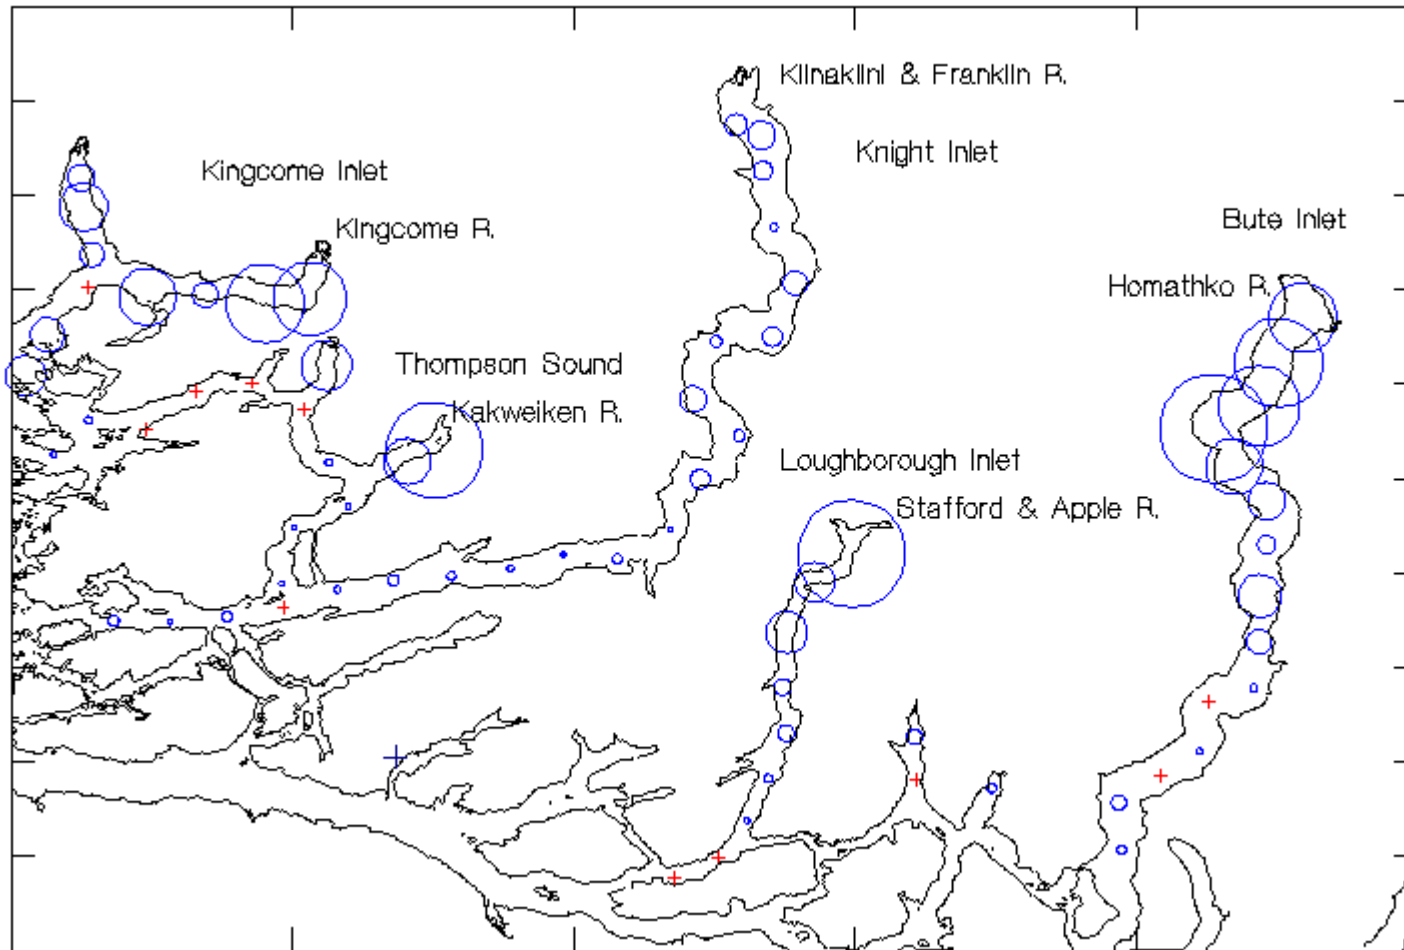 Klinaklini & Franklin R.
Knight Inlet
Kingcome Inlet
Kingcome R.
Bute Inlet
Homathko R.
Thompson Sound
Kakweiken R.
Loughborough Inlet
Stafford & Apple R.